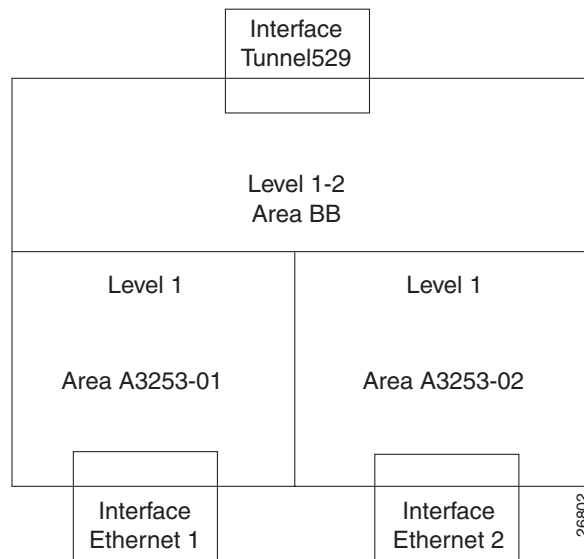 Interface
Tunnel529
Level 1-2
Area BB
Level 1
Level 1
Area A3253-01
Area A3253-02
Interface
Ethernet 1
Interface
Ethernet 2
26802